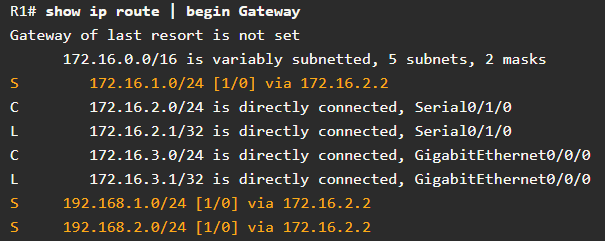 R1# show ip route | begin Gateway
Gateway of last resort is not set
172.16.0.0/16 is variably subnetted, 5 subnets, 2 masks
S 172.16.1.0/24 [1/0] via 172.16.2.2
C 172.16.2.0/24 is directly connected, Serial0/1/0
L 172.16.2.1/32 is directly connected, Serial0/1/0
C 172.16.3.0/24 is directly connected, GigabitEthernet0/0/0
L 172.16.3.1/32 is directly connected, GigabitEthernet0/0/0
S 192.168.1.0/24 [1/0] via 172.16.2.2
S 192.168.2.0/24 [1/0] via 172.16.2.2